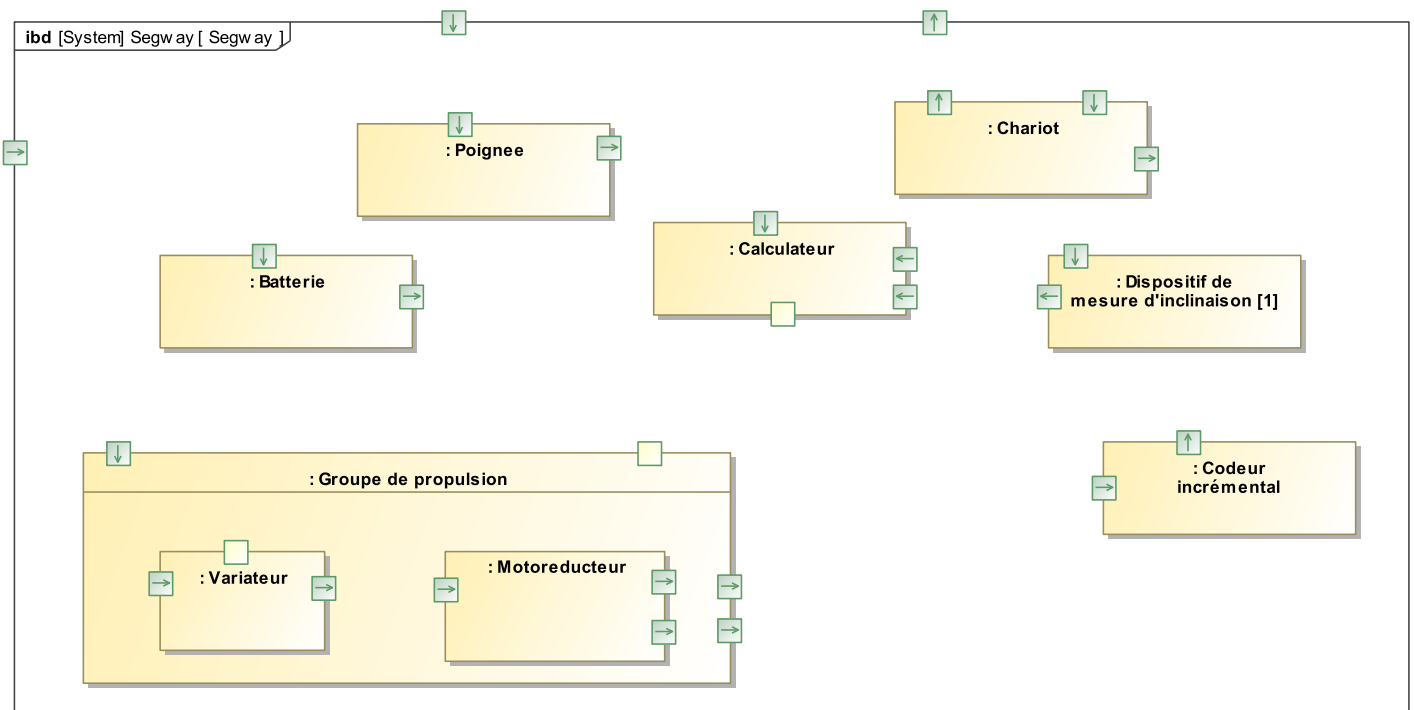 ibd [System] Segway [ Segway ]
: Poignee
: Chariot
: Calculateur
: Batterie
: Dispositif de
mesure d'inclinaison [1]
: Groupe de propulsion
: Codeur
incrémental
: Variateur
: Motoreducteur